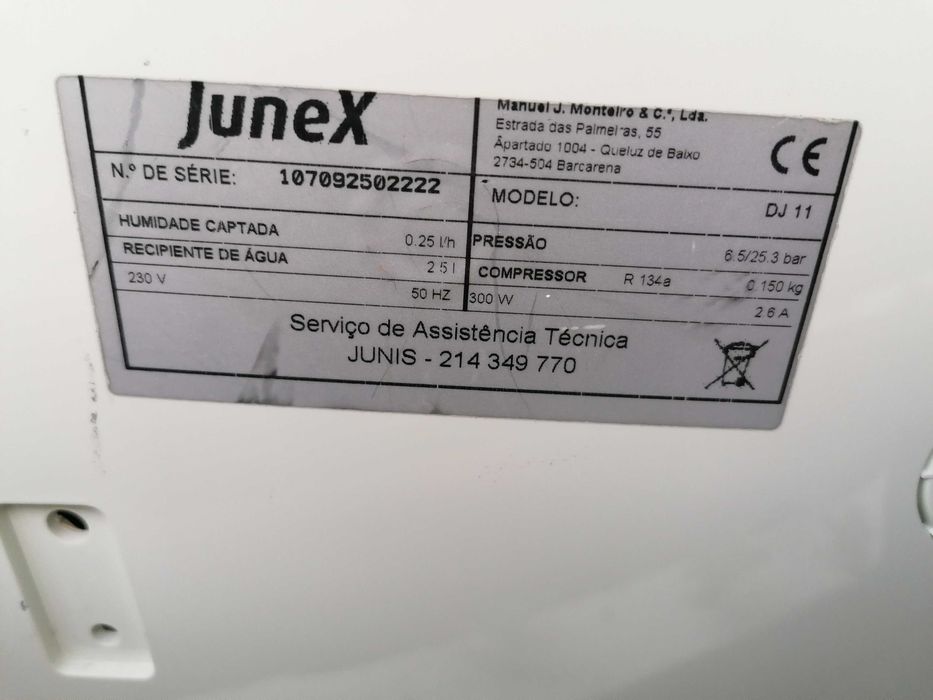 JuneX
Manuel J. Monteiro & C.ª, Lda.
Estrada das Palmeiras, 55
Apartado 1004 - Queluz de Baixo
2734-504 Barcarena
CE
N.º DE SÉRIE: 107092502222
MODELO: DJ 11
HUMIDADE CAPTADA 0.25 l/h
RECIPIENTE DE ÁGUA 2.5 l
230 V 50 HZ
PRESSÃO 6.5/25.3 bar
COMPRESSOR R 134a 0.150 kg
300 W 2.6 A
Serviço de Assistência Técnica
JUNIS - 214 349 770